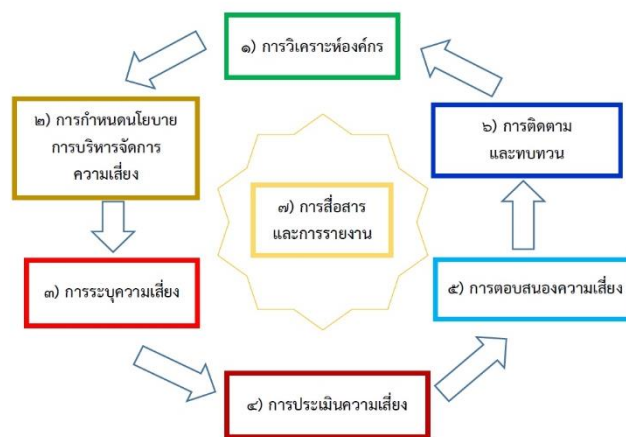 ๑) การวิเคราะห์องค์กร
๒) การกำหนดนโยบาย
การบริหารจัดการ
ความเสี่ยง
๓) การระบุความเสี่ยง
๔) การประเมินความเสี่ยง
๕) การตอบสนองความเสี่ยง
๖) การติดตาม
และทบทวน
๗) การสื่อสาร
และการรายงาน